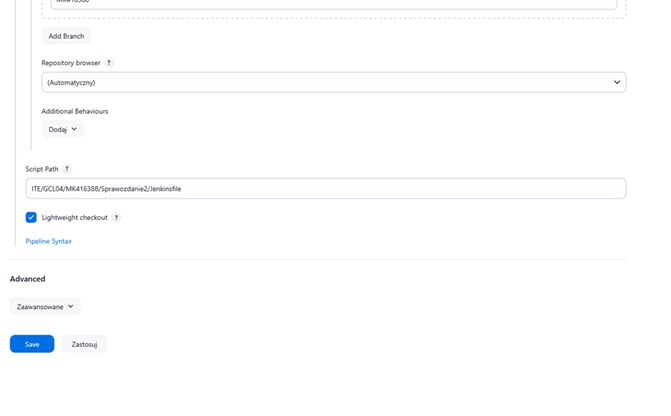 MK416388
Add Branch
Repository browser ?
(Automatyczny)
Additional Behaviours
Dodaj
Script Path ?
ITE/GCL04/MK416388/Sprawozdanie2/Jenkinsfile
Lightweight checkout ?
Pipeline Syntax
Advanced
Zaawansowane
Save Zastosuj